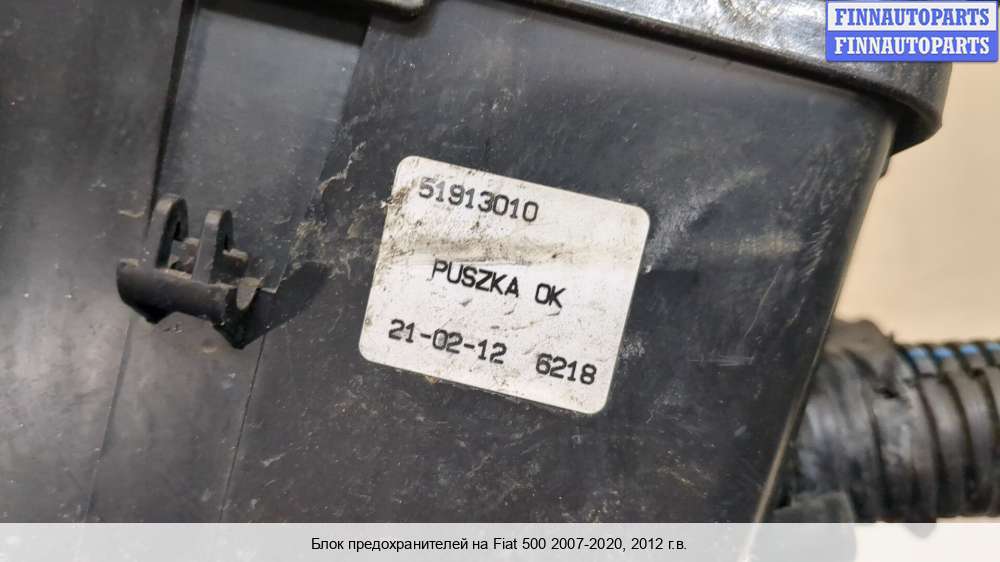 FINNAUTOPARTS
FINNAUTOPARTS
51913010
PUSZKA OK
21-02-12 6218
Блок предохранителей на Fiat 500 2007-2020, 2012 г.в.